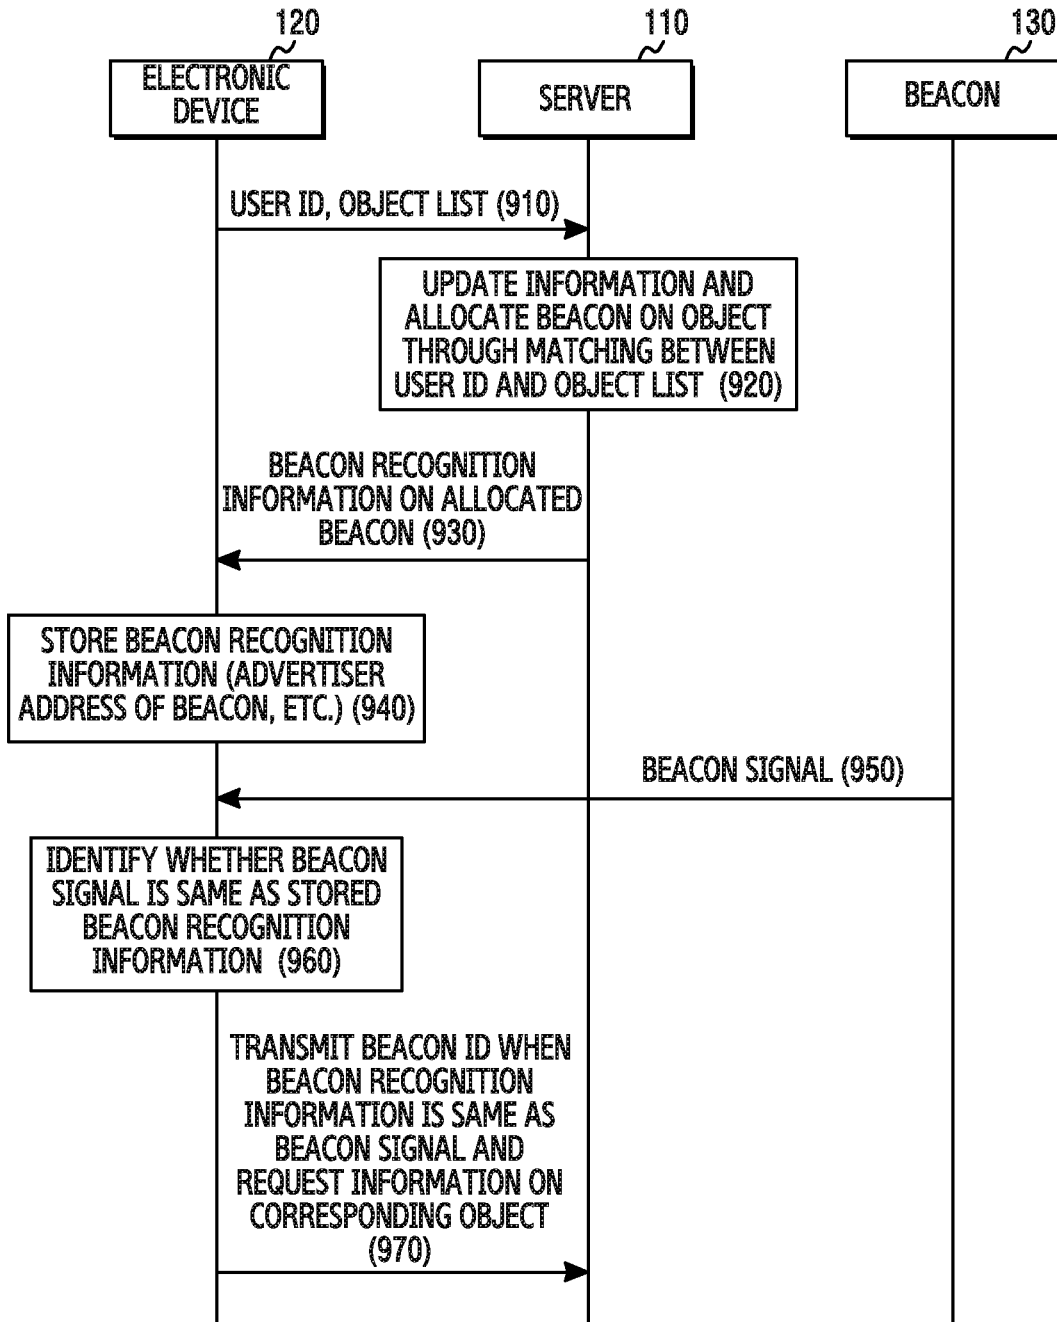 120
110
130
ELECTRONIC
DEVICE
SERVER
BEACON
USER ID, OBJECT LIST (910)
UPDATE INFORMATION AND
ALLOCATE BEACON ON OBJECT
THROUGH MATCHING BETWEEN
USER ID AND OBJECT LIST (920)
BEACON RECOGNITION
INFORMATION ON ALLOCATED
BEACON (930)
STORE BEACON RECOGNITION
INFORMATION (ADVERTISER
ADDRESS OF BEACON, ETC.) (940)
BEACON SIGNAL (950)
IDENTIFY WHETHER BEACON
SIGNAL IS SAME AS STORED
BEACON RECOGNITION
INFORMATION (960)
TRANSMIT BEACON ID WHEN
BEACON RECOGNITION
INFORMATION IS SAME AS
BEACON SIGNAL AND
REQUEST INFORMATION ON
CORRESPONDING OBJECT
(970)